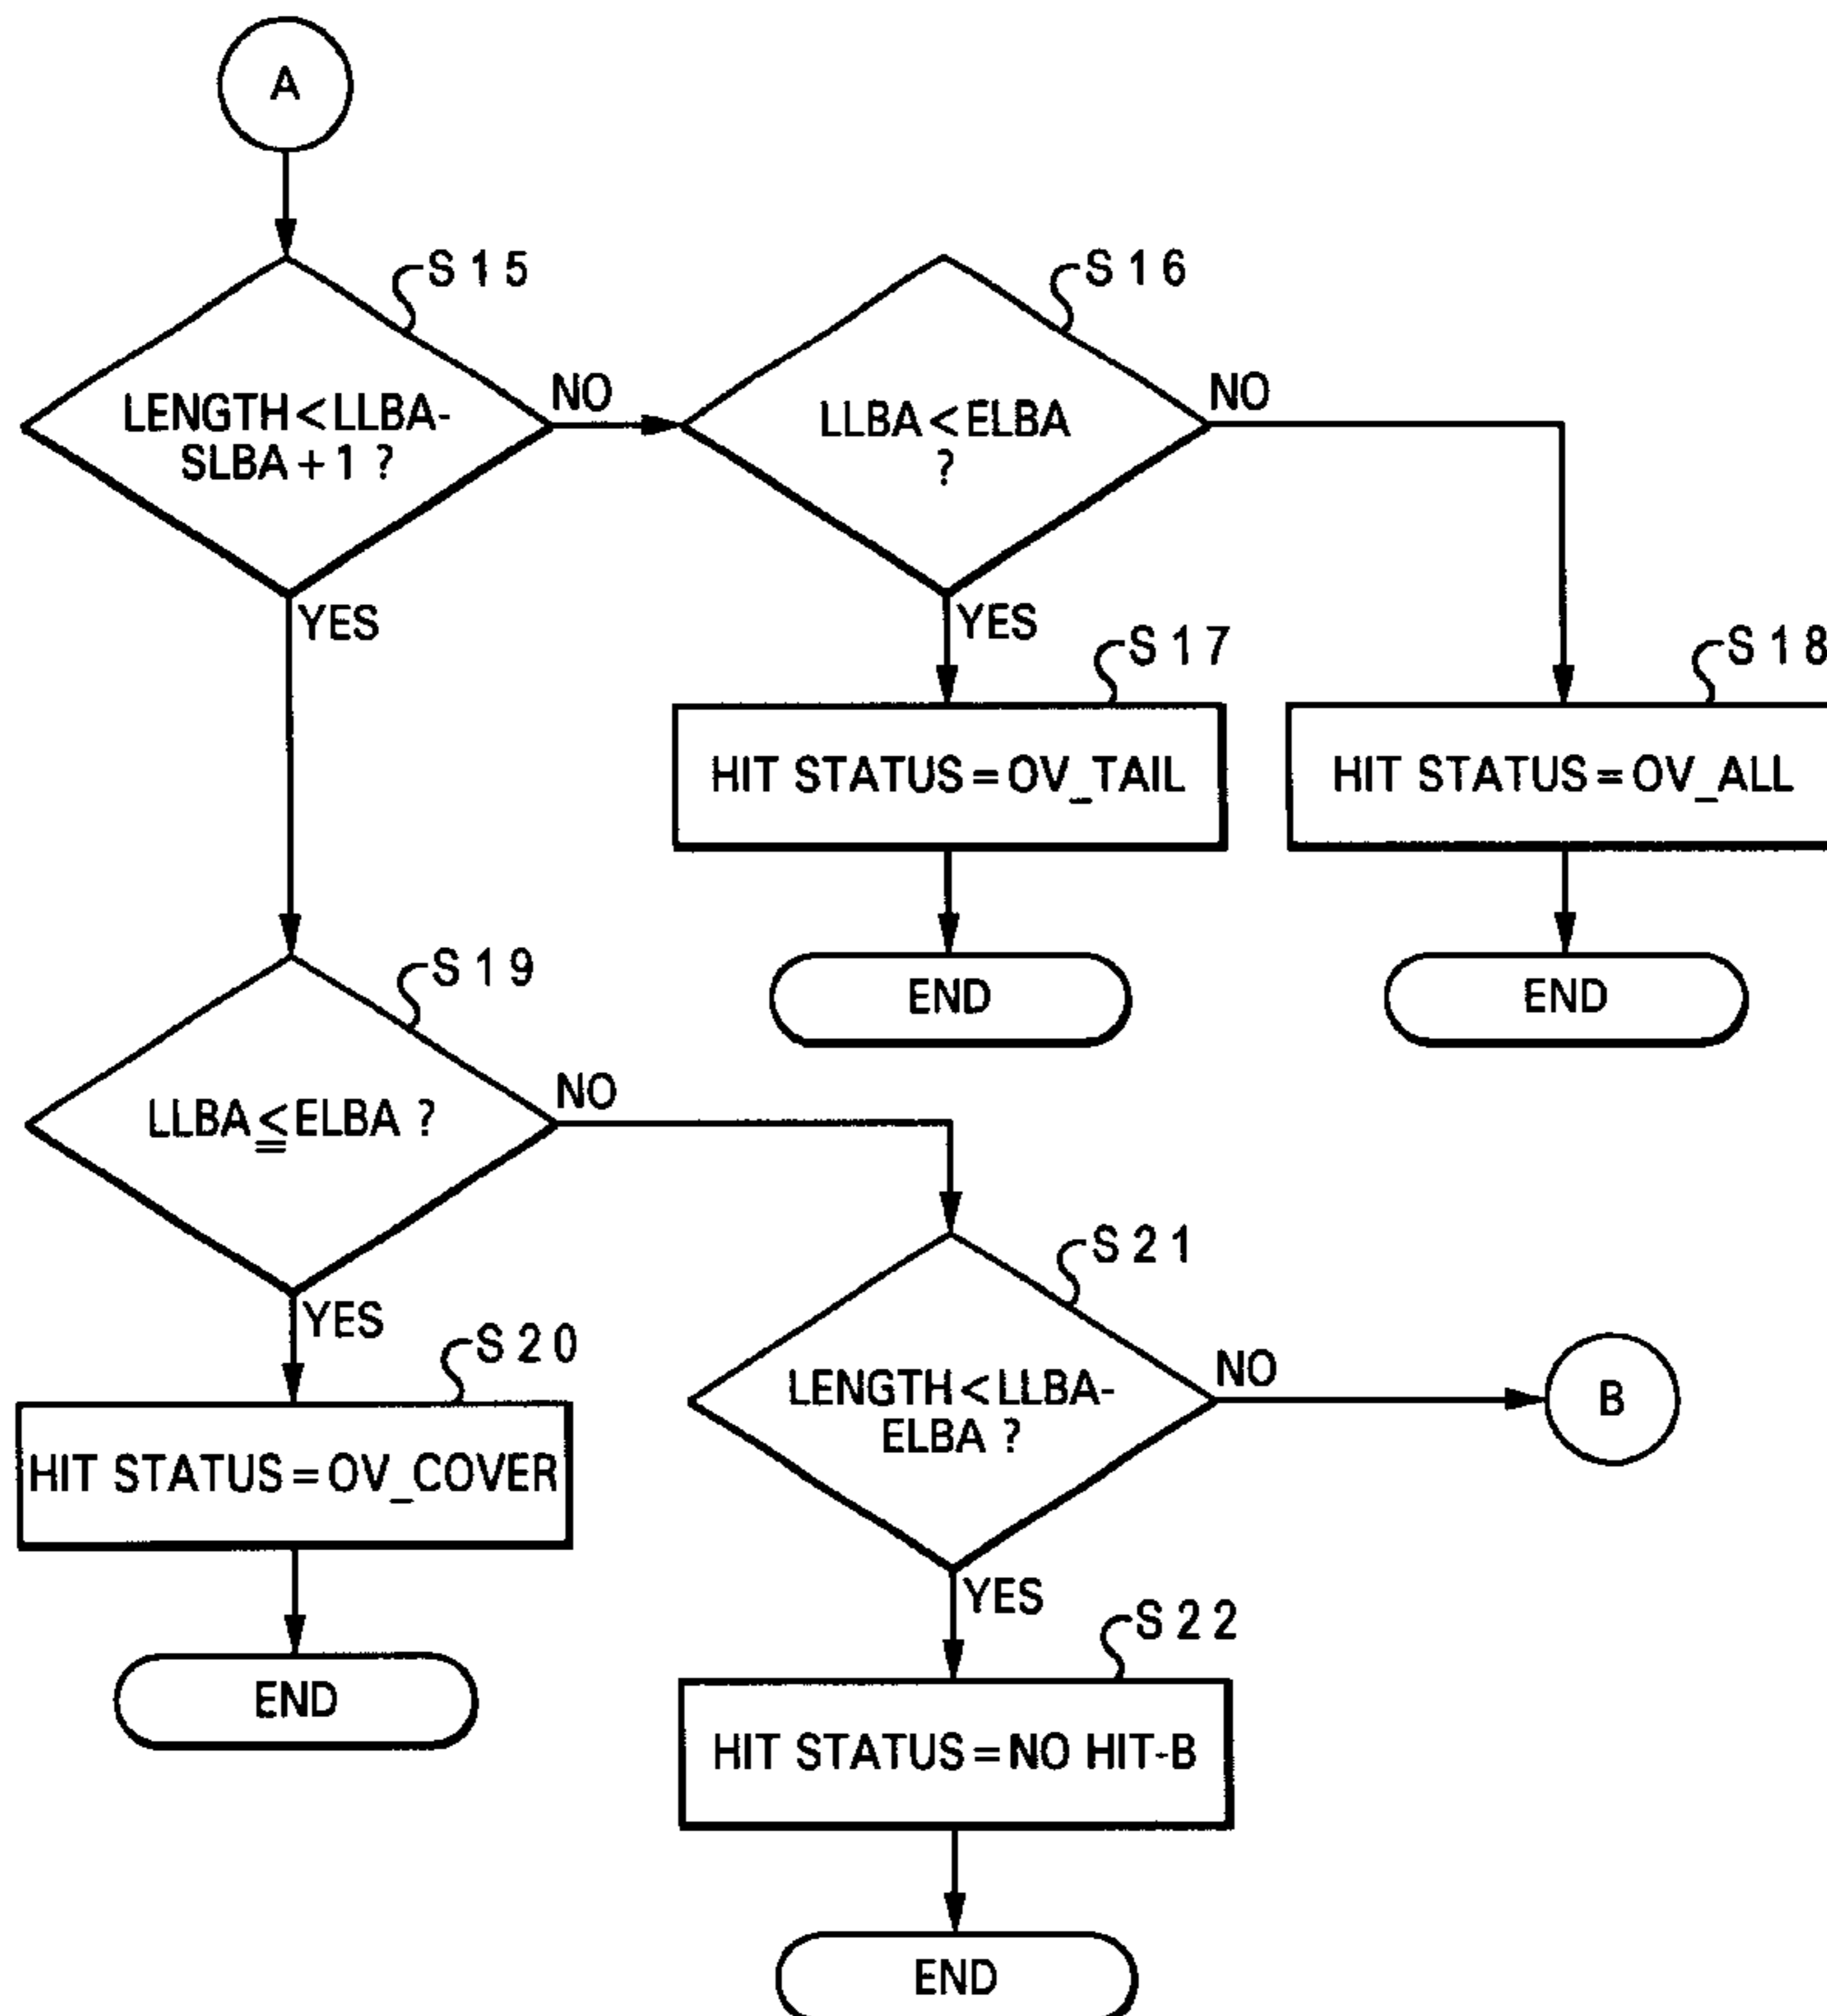 A
S15
LENGTH<LLBA-
SLBA+1 ?
NO
YES
S16
LLBA<ELBA
?
NO
YES
S17
HIT STATUS=OV_TAIL
END
S18
HIT STATUS=OV_ALL
END
S19
LLBA≦ELBA ?
NO
YES
S20
HIT STATUS=OV_COVER
END
S21
LENGTH<LLBA-
ELBA ?
NO
B
YES
S22
HIT STATUS=NO HIT-B
END